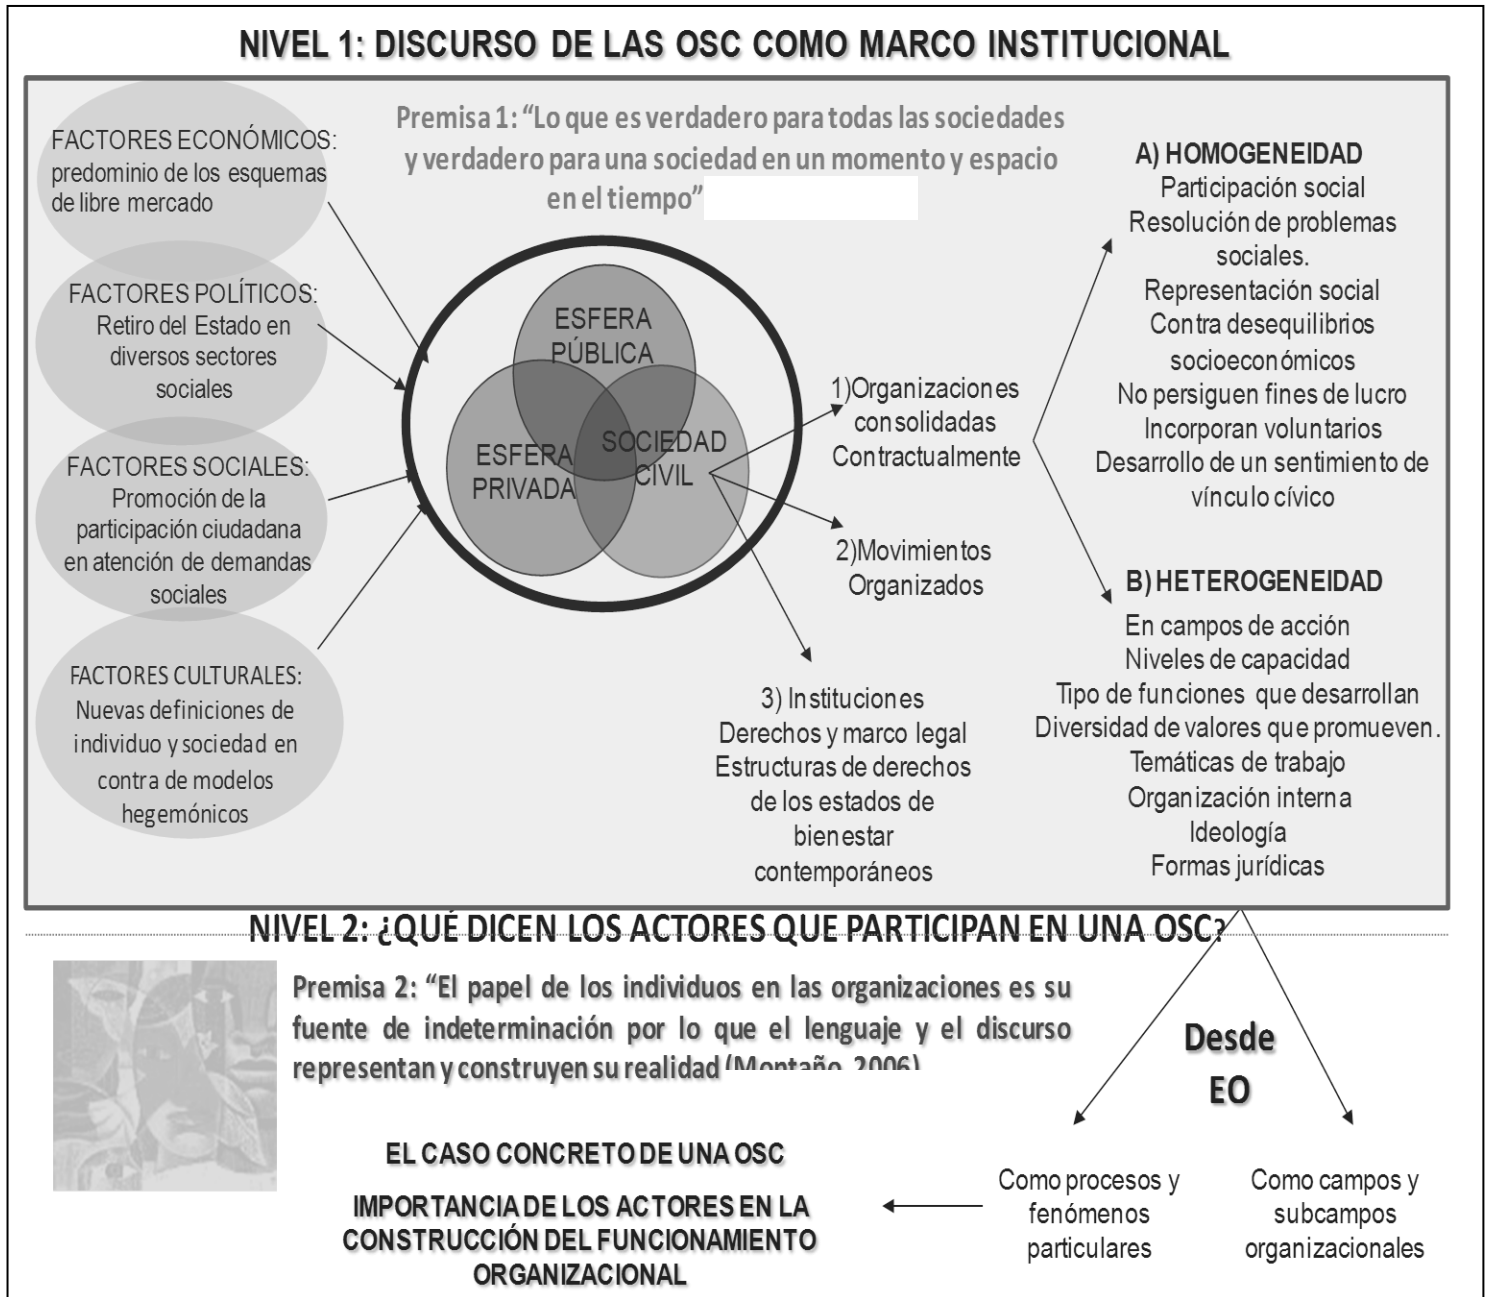 NIVEL 1: DISCURSO DE LAS OSC COMO MARCO INSTITUCIONAL
FACTORES ECONÓMICOS:
predominio de los esquemas
de libre mercado
FACTORES POLÍTICOS:
Retiro del Estado en
diversos sectores
sociales
FACTORES SOCIALES:
Promoción de la
participación ciudadana
en atención de demandas
sociales
FACTORES CULTURALES:
Nuevas definiciones de
individuo y sociedad en
contra de modelos
hegemónicos
Premisa 1: “Lo que es verdadero para todas las sociedades
y verdadero para una sociedad en un momento y espacio
en el tiempo”
ESFERA
PÚBLICA
ESFERA
PRIVADA
SOCIEDAD
CIVIL
1)Organizaciones
consolidadas
Contractualmente
2)Movimientos
Organizados
3) Instituciones
Derechos y marco legal
Estructuras de derechos
de los estados de
bienestar
contemporáneos
A) HOMOGENEIDAD
Participación social
Resolución de problemas
sociales.
Representación social
Contra desequilibrios
socioeconómicos
No persiguen fines de lucro
Incorporan voluntarios
Desarrollo de un sentimiento de
vínculo cívico
B) HETEROGENEIDAD
En campos de acción
Niveles de capacidad
Tipo de funciones que desarrollan
Diversidad de valores que promueven.
Temáticas de trabajo
Organización interna
Ideología
Formas jurídicas
NIVEL 2: ¿QUÉ DICEN LOS ACTORES QUE PARTICIPAN EN UNA OSC?
Premisa 2: “El papel de los individuos en las organizaciones es su
fuente de indeterminación por lo que el lenguaje y el discurso
representan y construyen su realidad (Montaño, 2006)
Desde
EO
Como procesos y
fenómenos
particulares
Como campos y
subcampos
organizacionales
EL CASO CONCRETO DE UNA OSC
IMPORTANCIA DE LOS ACTORES EN LA
CONSTRUCCIÓN DEL FUNCIONAMIENTO
ORGANIZACIONAL